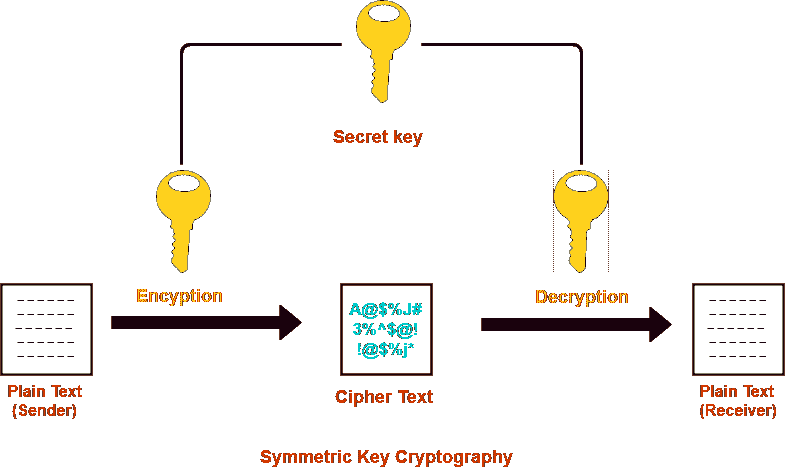 Secret key
Encyption
Decryption
A@$%J#
3%^$@!
!@$%j*
Plain Text
(Sender)
Cipher Text
Plain Text
(Receiver)
Symmetric Key Cryptography